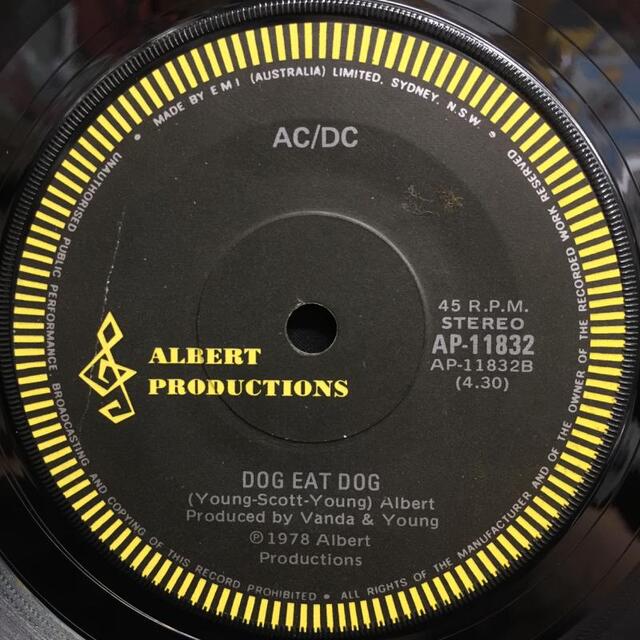 MADE BY EMI (AUSTRALIA) LIMITED, SYDNEY, N.S.W.
UNAUTHORISED PUBLIC PERFORMANCE, BROADCASTING AND COPYING OF THIS RECORD PROHIBITED • ALL RIGHTS OF THE MANUFACTURER AND OF THE OWNER OF THE RECORDED WORK RESERVED
AC/DC
45 R.P.M.
STEREO
AP-11832
AP-11832B
(4.30)
ALBERT
PRODUCTIONS
DOG EAT DOG
(Young-Scott-Young) Albert
Produced by Vanda & Young
℗ 1978 Albert
Productions